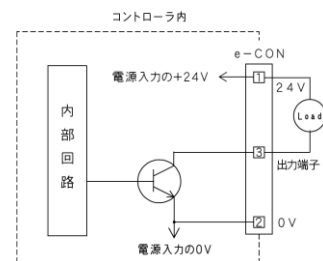 コントローラ内
e-CON
電源入力の+24V
1
24V
内部回路
Load
3
出力端子
2
0V
電源入力の0V